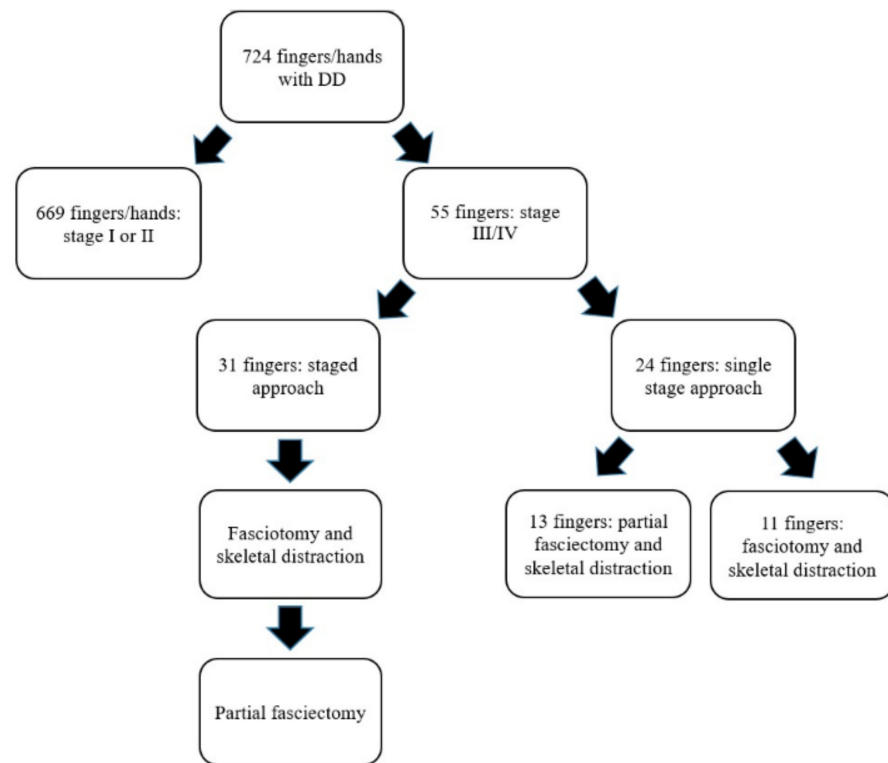 724 fingers/hands
with DD
669 fingers/hands:
stage I or II
55 fingers: stage
III/IV
31 fingers: staged
approach
24 fingers: single
stage approach
Fasciotomy and
skeletal distraction
13 fingers: partial
fasciectomy and
skeletal distraction
11 fingers:
fasciotomy and
skeletal distraction
Partial fasciectomy